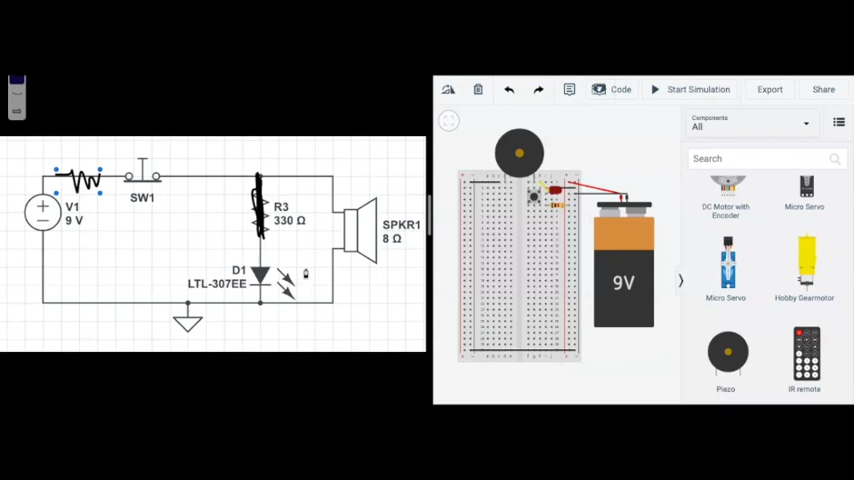 V1
9 V
SW1
R3
330 Ω
D1
LTL-307EE
SPKR1
8 Ω
Code
Start Simulation
Export
Share
Components
All
Search
DC Motor with
Encoder
Micro Servo
Micro Servo
Hobby Gearmotor
Piezo
IR remote
9V